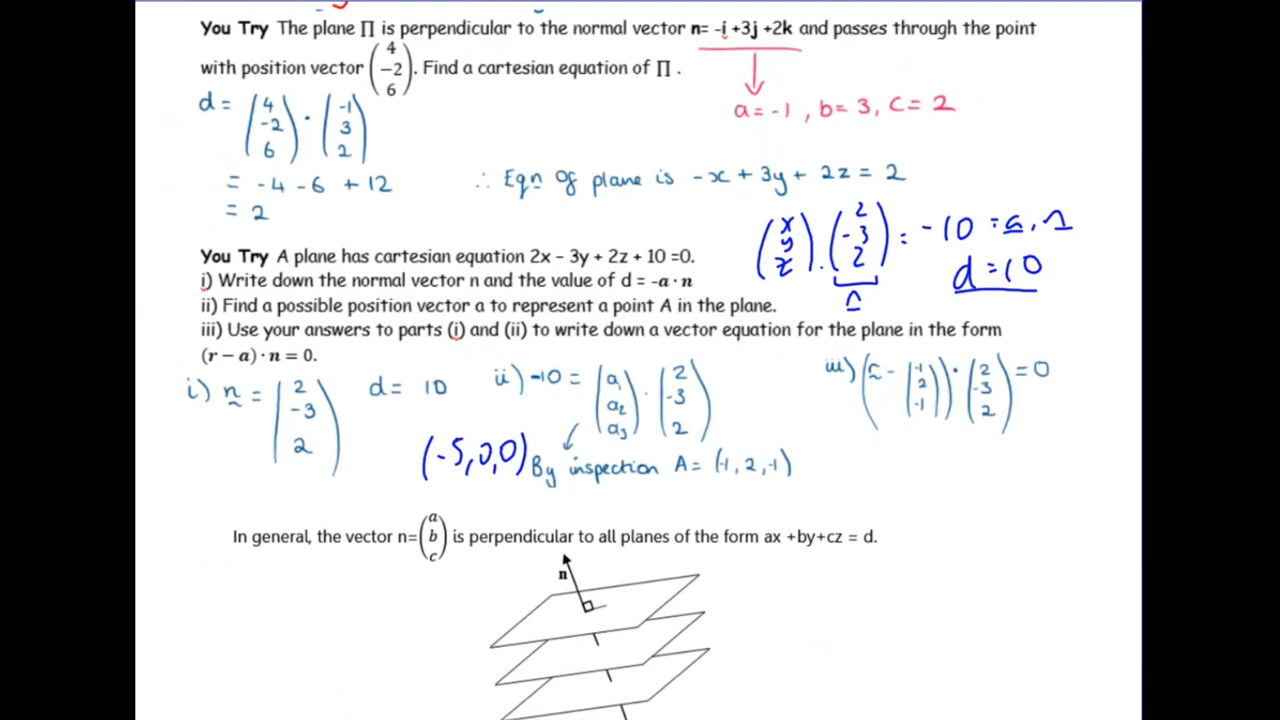 You Try The plane ∏ is perpendicular to the normal vector n= -i +3j +2k and passes through the point
with position vector (4 -2 6). Find a cartesian equation of ∏ .
a = -1 , b = 3, c = 2
d = (4 -2 6) · (-1 3 2)
= -4 - 6 + 12
= 2
∴ Eqn of plane is -x + 3y + 2z = 2
(x y z) . (2 -3 2) = -10 = a . n
n
d = 10
You Try A plane has cartesian equation 2x – 3y + 2z + 10 =0.
i) Write down the normal vector n and the value of d = -a · n
ii) Find a possible position vector a to represent a point A in the plane.
iii) Use your answers to parts (i) and (ii) to write down a vector equation for the plane in the form
(r – a) · n = 0.
i) n = (2 -3 2) d = 10
ii) -10 = (a₁ a₂ a₃) · (2 -3 2)
(-5,0,0) By inspection A = (-1, 2, -1)
iii) (r - (-1 2 -1)) · (2 -3 2) = 0
In general, the vector n=(a b c) is perpendicular to all planes of the form ax +by+cz = d.
n